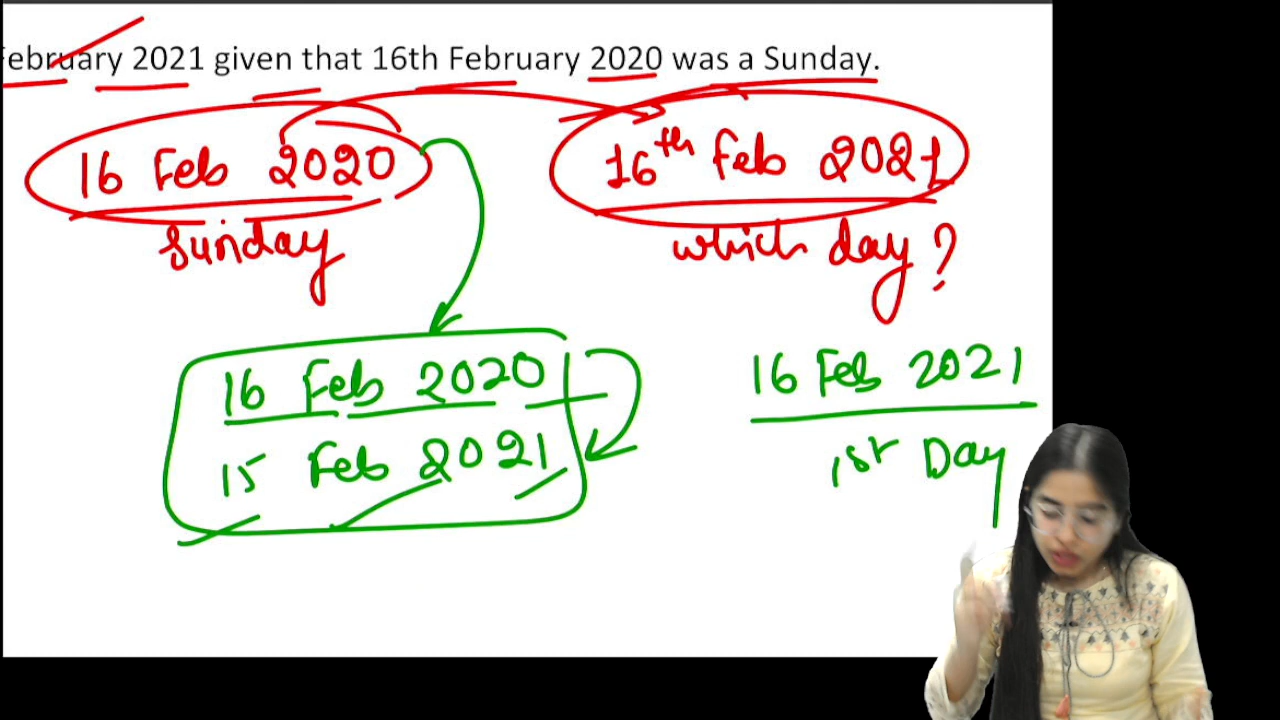 February 2021 given that 16th February 2020 was a Sunday.
16 Feb 2020
Sunday
16th Feb 2021
which day?
16 Feb 2020
15 Feb 2021
16 Feb 2021
1st Day